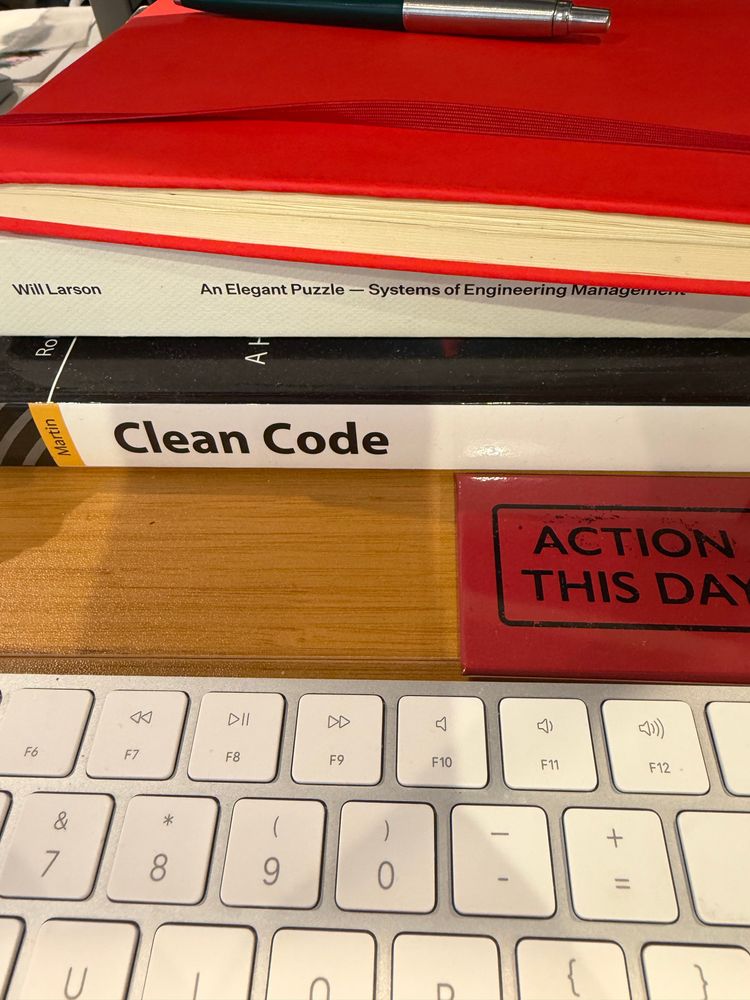 Will Larson An Elegant Puzzle — Systems of Engineering Management
Ro
A H
Martin Clean Code
ACTION
THIS DAY
F6 F7 F8 F9 F10 F11 F12
& * ( ) — +
7 8 9 0 - =
U I O P { }